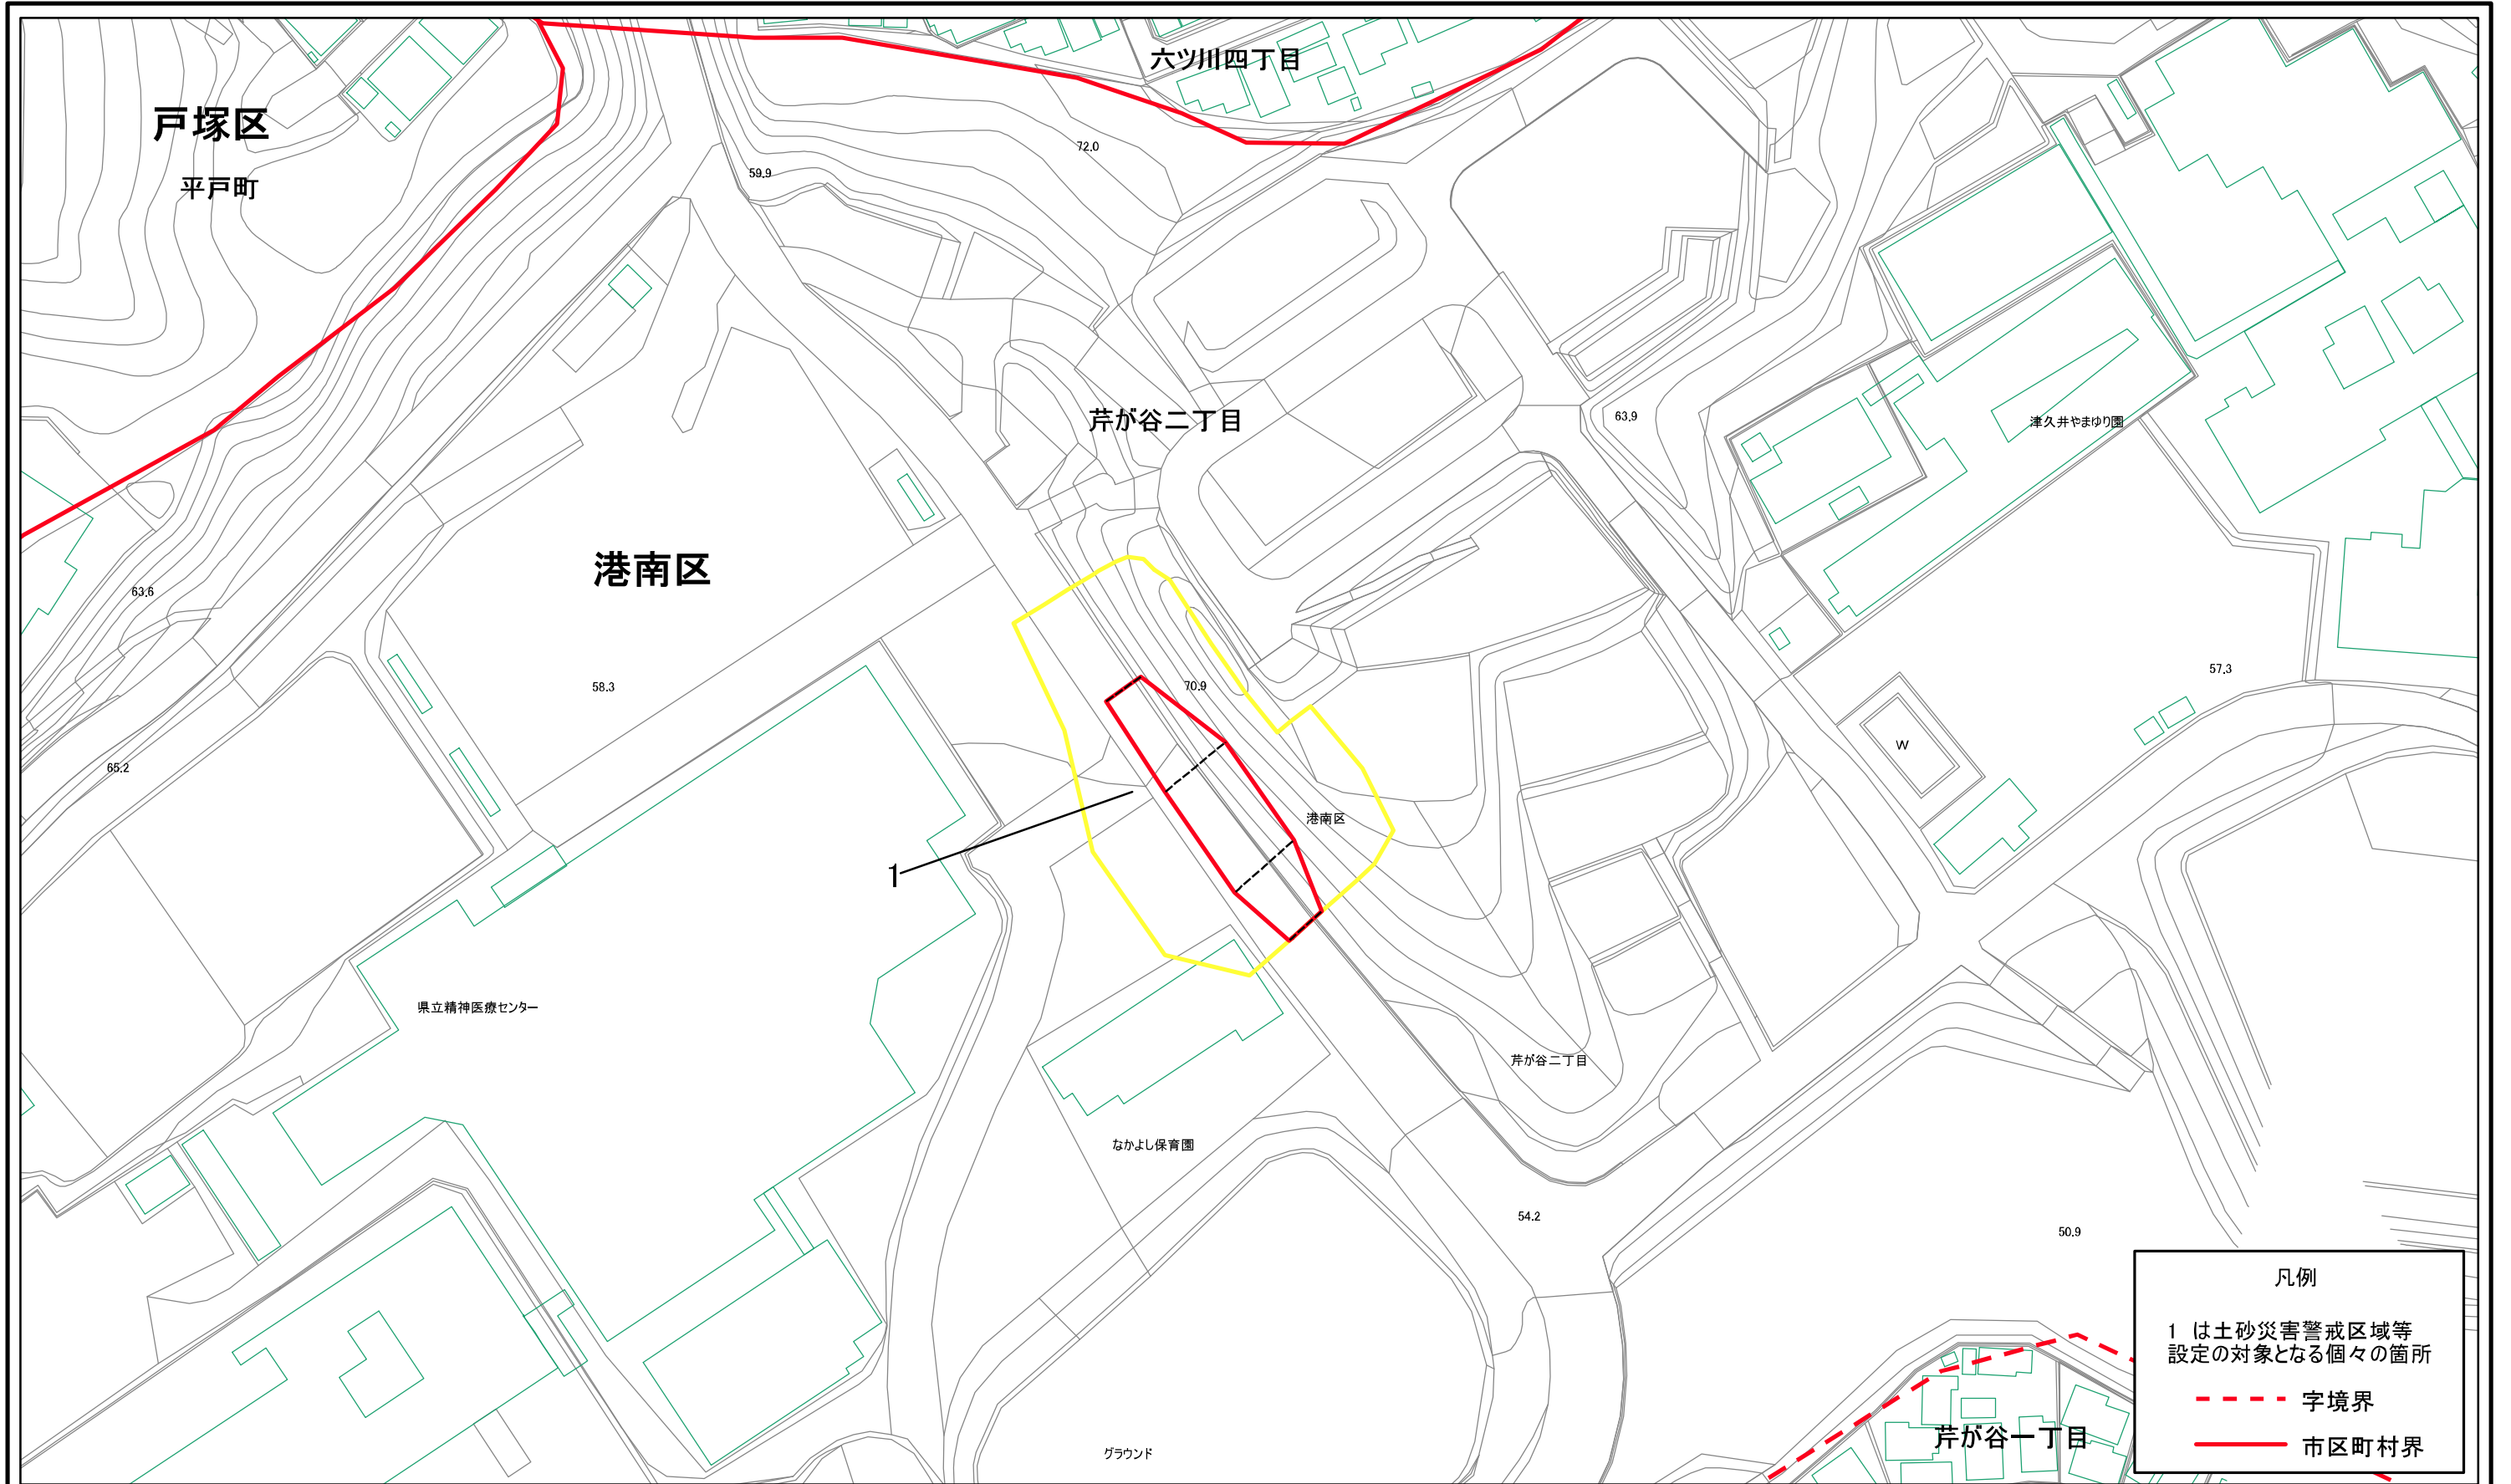 六ツ川四丁目
戸塚区
平戸町
72.0
59.9
芹が谷二丁目
63.9
津久井やまゆり園
港南区
63.6
58.3
70.9
57.3
W
65.2
港南区
1
県立精神医療センター
芹が谷二丁目
なかよし保育園
54.2
50.9
グラウンド
芹が谷一丁目
凡例
1 は土砂災害警戒区域等
設定の対象となる個々の箇所
字境界
市区町村界